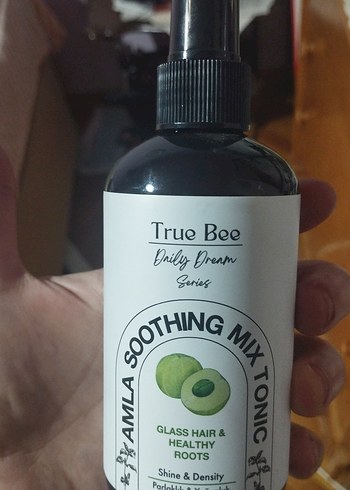 True Bee
Daily Dream
Series
AMLA SOOTHING MIX TONIC
GLASS HAIR &
HEALTHY
ROOTS
Shine & Density